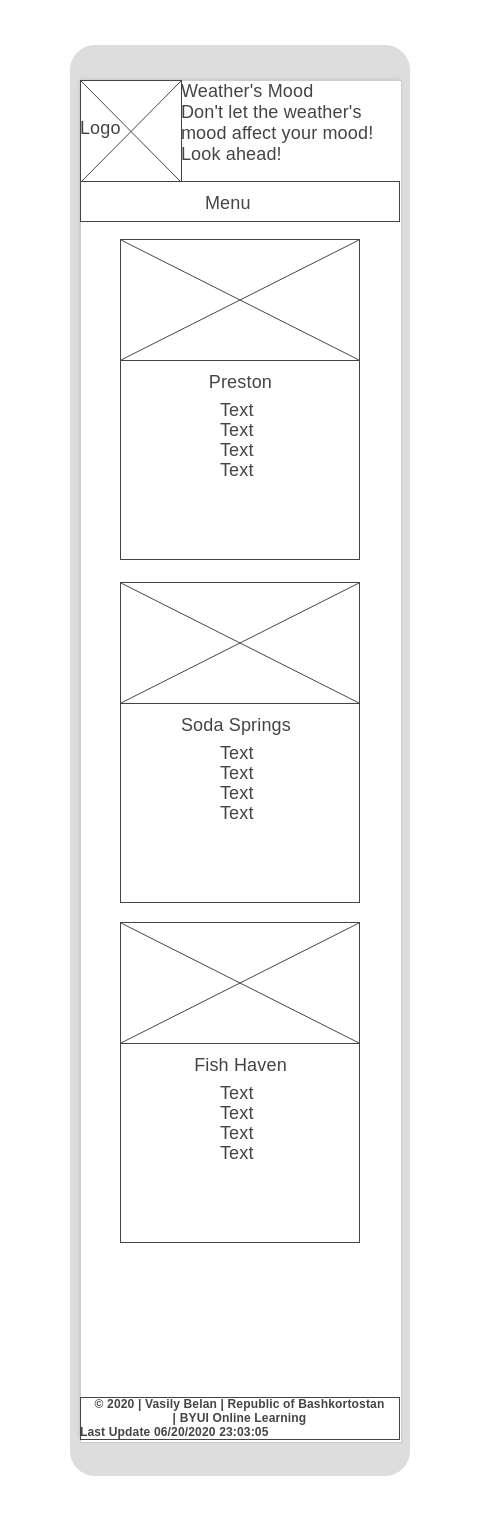 Logo
Weather's Mood
Don't let the weather's
mood affect your mood!
Look ahead!
Menu
Preston
Text
Text
Text
Text
Soda Springs
Text
Text
Text
Text
Fish Haven
Text
Text
Text
Text
© 2020 | Vasily Belan | Republic of Bashkortostan
| BYUI Online Learning
Last Update 06/20/2020 23:03:05